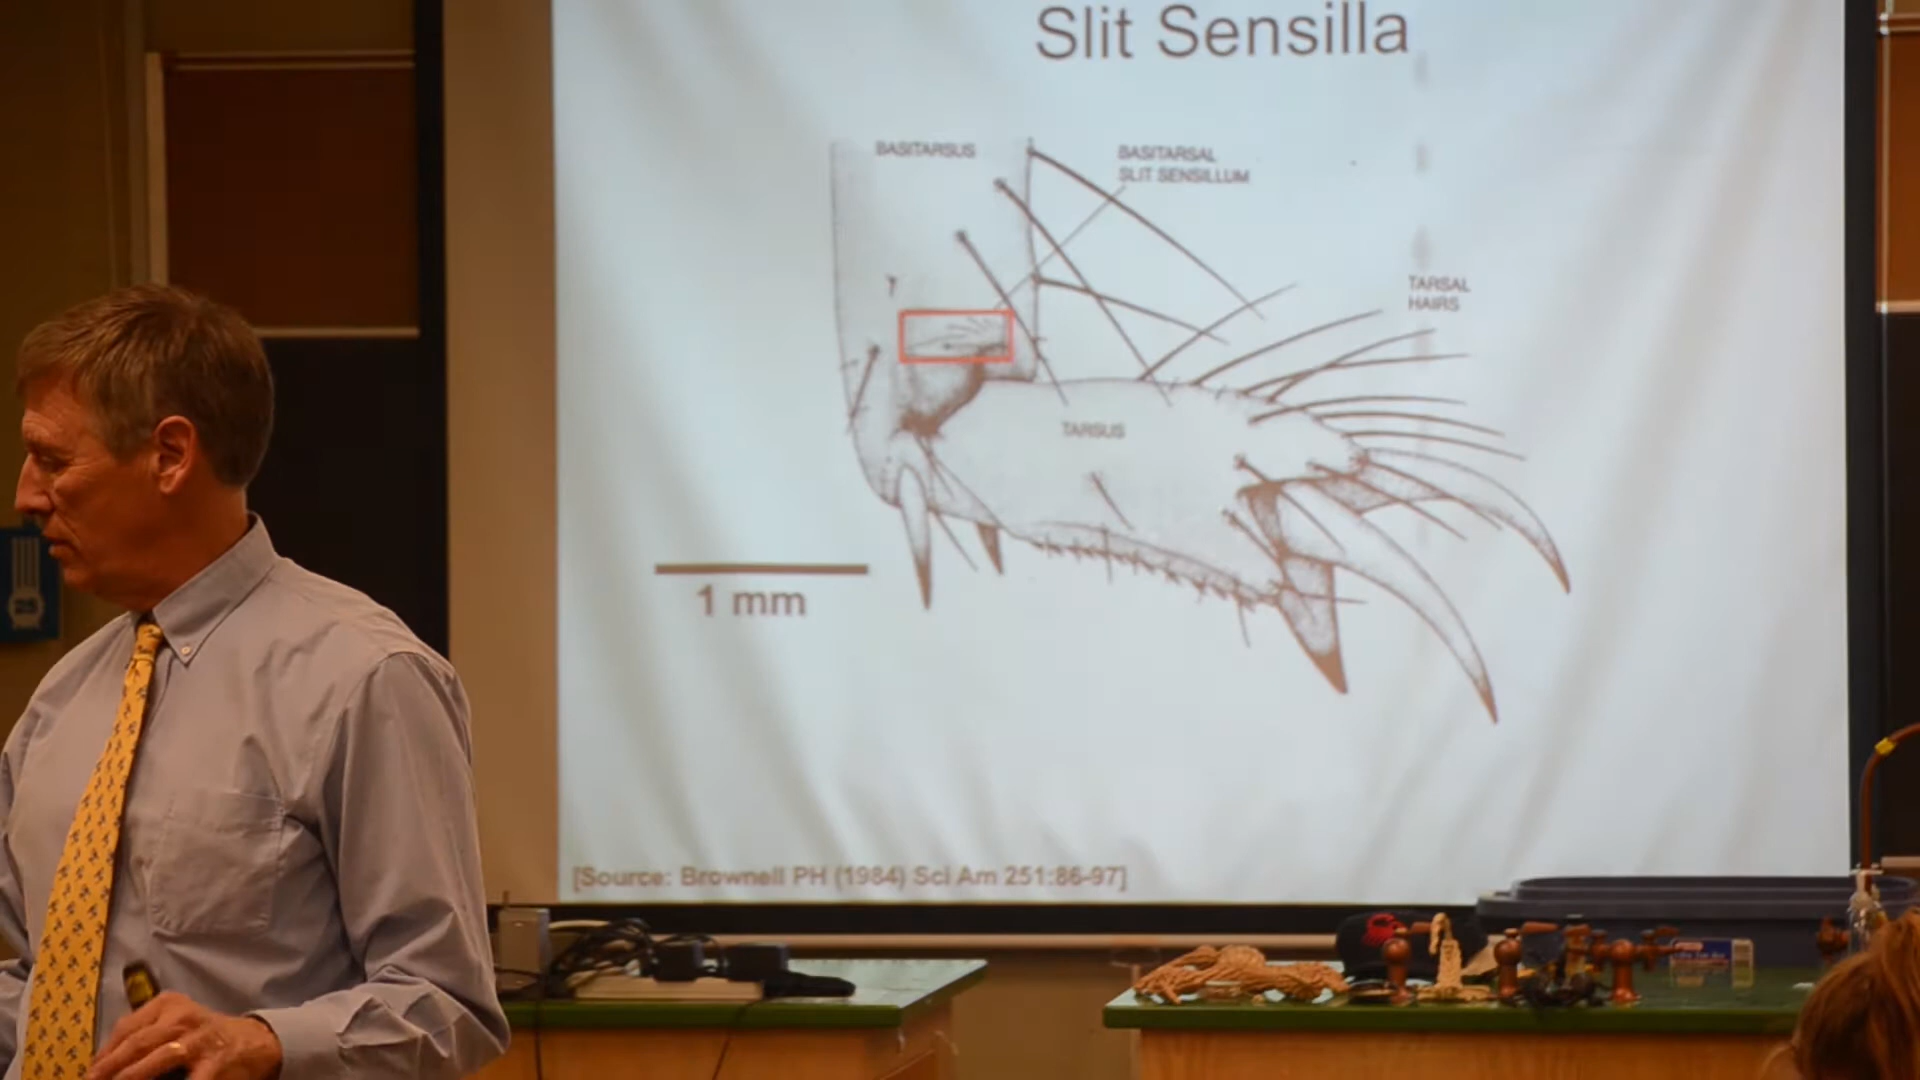 Slit Sensilla
BASITARSUS
BASITARSAL
SLIT SENSILLUM
TARSAL
HAIRS
TARSUS
1 mm
[Source: Brownell PH (1984) Sci Am 251:86-97]
25